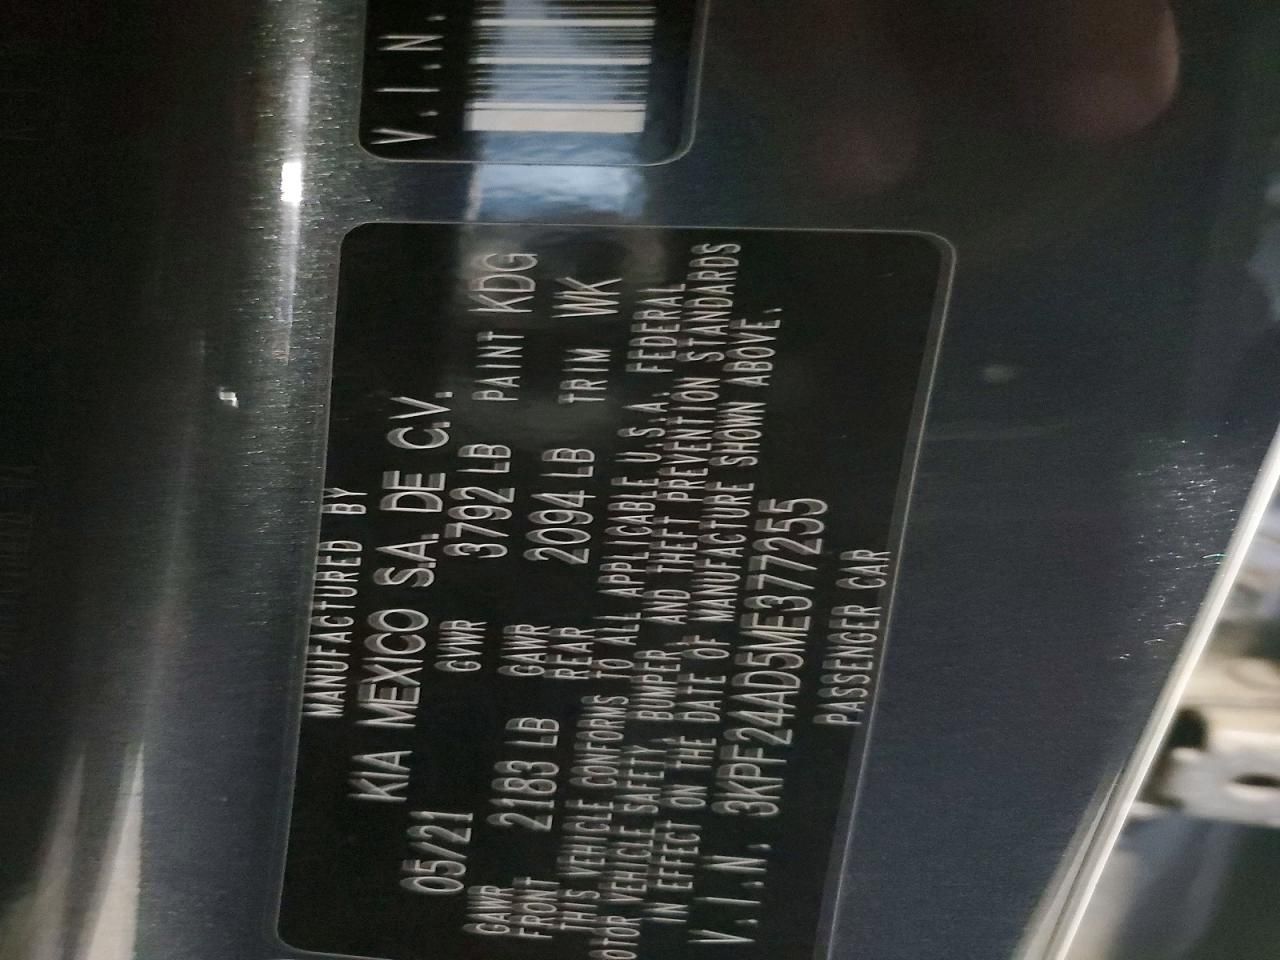 V.I.N.
MANUFACTURED BY
KIA MEXICO S.A. DE C.V.
05/21 GVWR 3792 LB PAINT KDG
GAWR FRONT 2183 LB GAWR REAR 2094 LB TRIM WK
THIS VEHICLE CONFORMS TO ALL APPLICABLE U.S.A. FEDERAL
OTOR VEHICLE SAFETY, BUMPER, AND THEFT PREVENTION STANDARDS
IN EFFECT ON THE DATE OF MANUFACTURE SHOWN ABOVE.
V.I.N. 3KPF24AD5ME377255
PASSENGER CAR